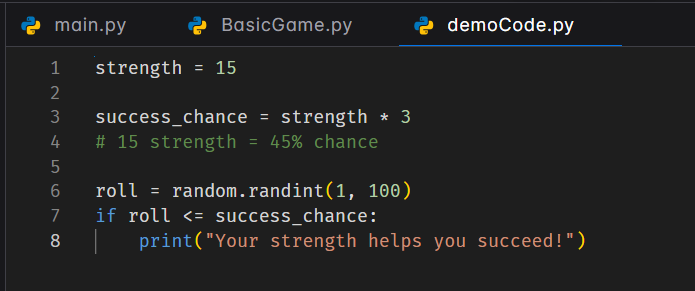 main.py BasicGame.py demoCode.py
1 strength = 15
2
3 success_chance = strength * 3
4 # 15 strength = 45% chance
5
6 roll = random.randint(1, 100)
7 if roll <= success_chance:
8     print("Your strength helps you succeed!")